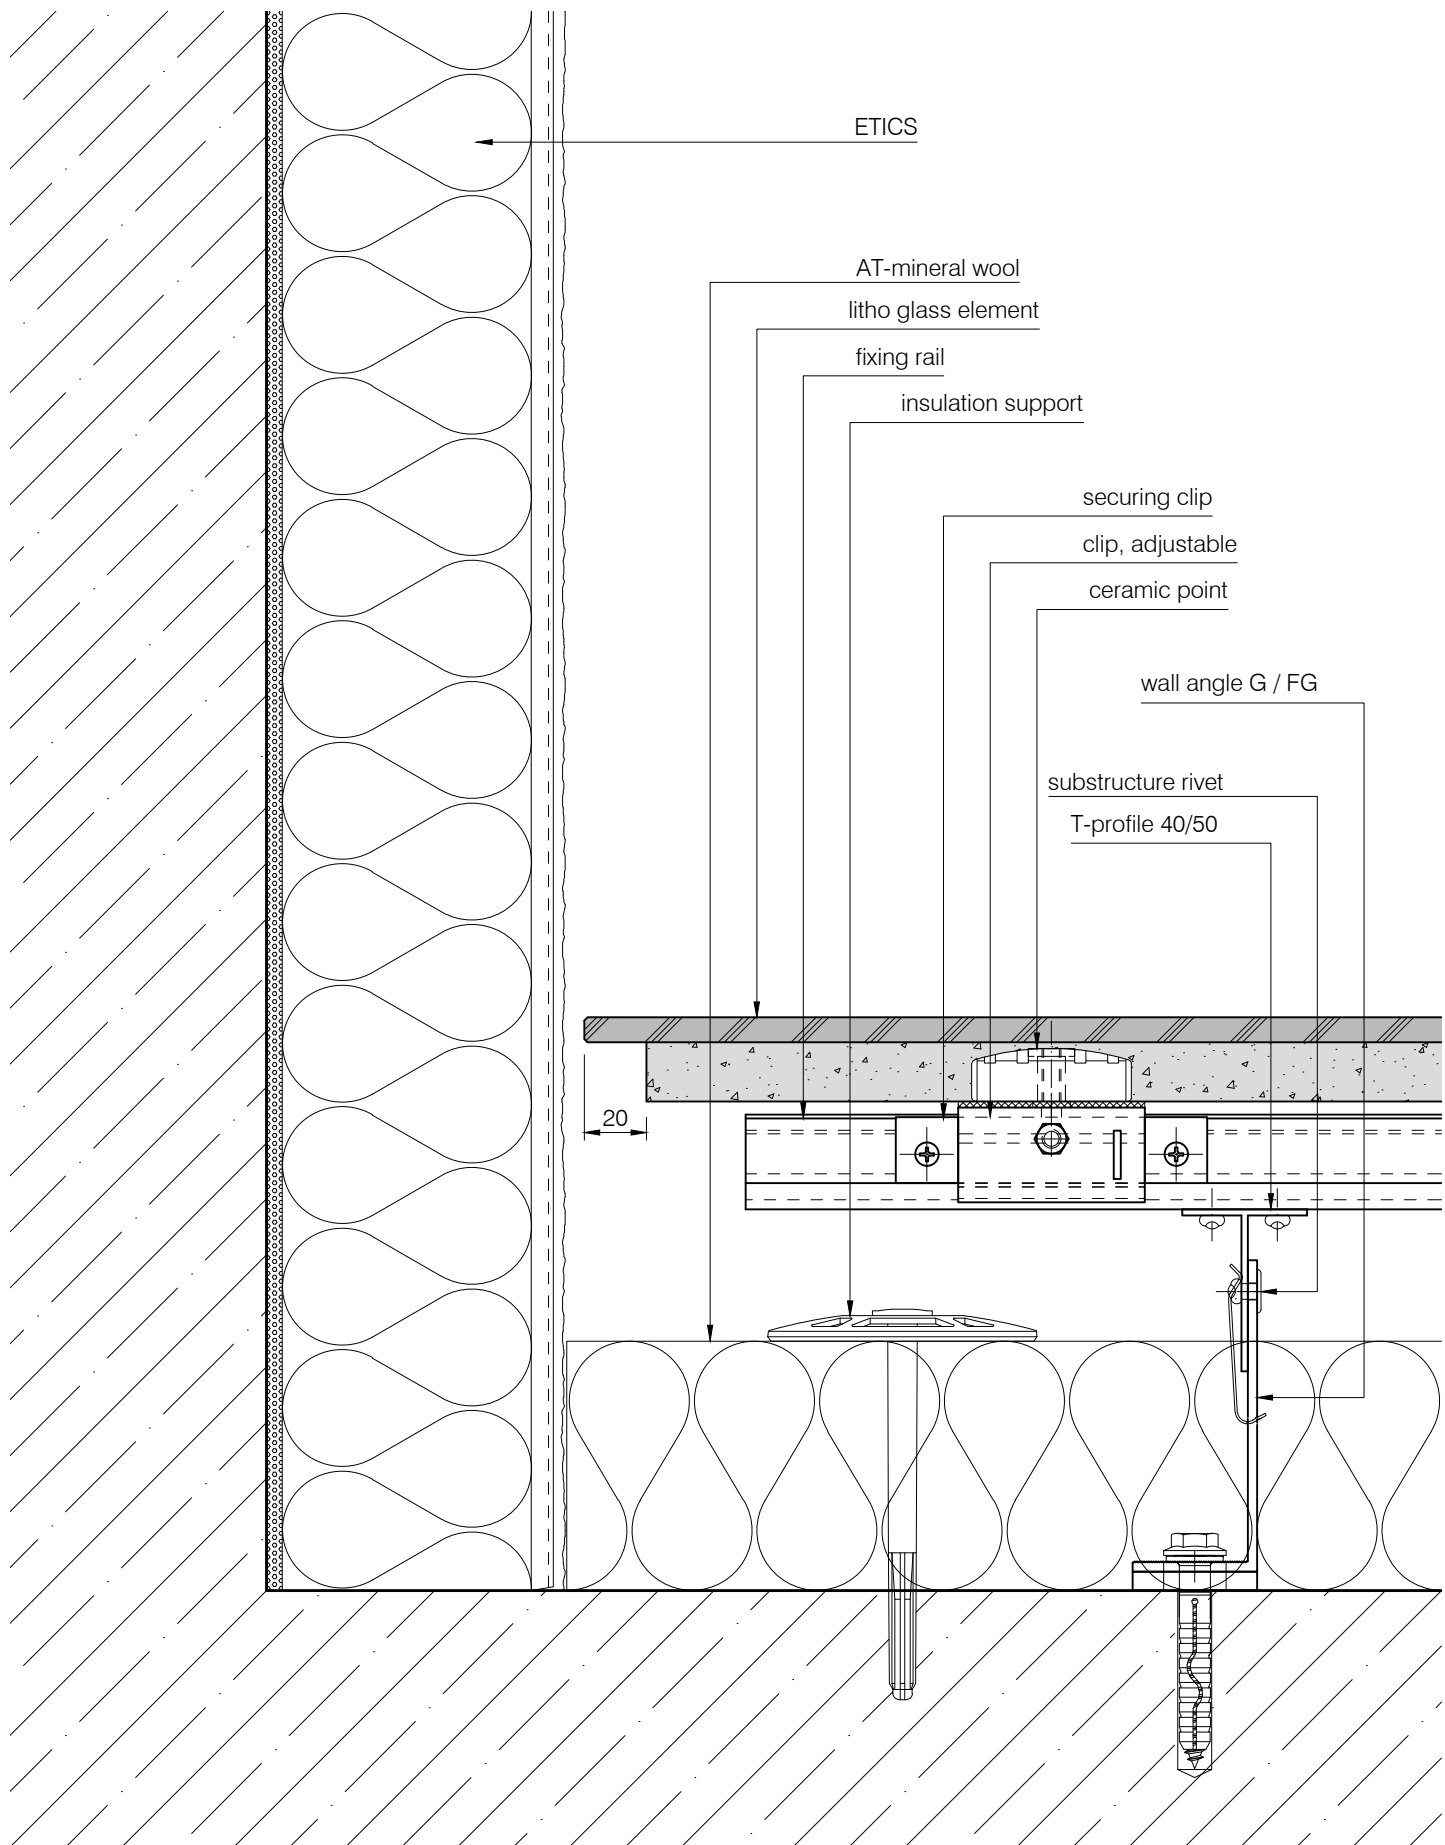 ETICS
AT-mineral wool
litho glass element
fixing rail
insulation support
securing clip
clip, adjustable
ceramic point
wall angle G / FG
substructure rivet
T-profile 40/50
20